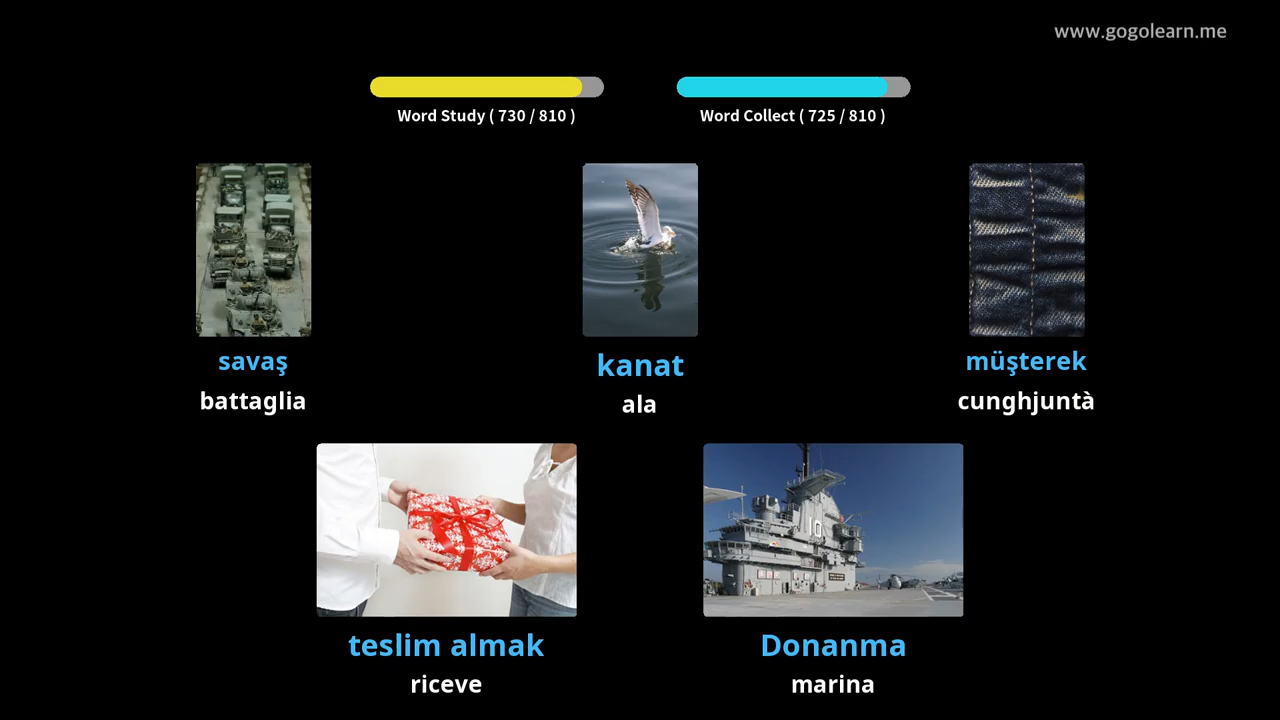 www.gogolearn.me
Word Study ( 730 / 810 )
Word Collect ( 725 / 810 )
savaş
battaglia
kanat
ala
müşterek
cunghjuntà
10
teslim almak
riceve
Donanma
marina